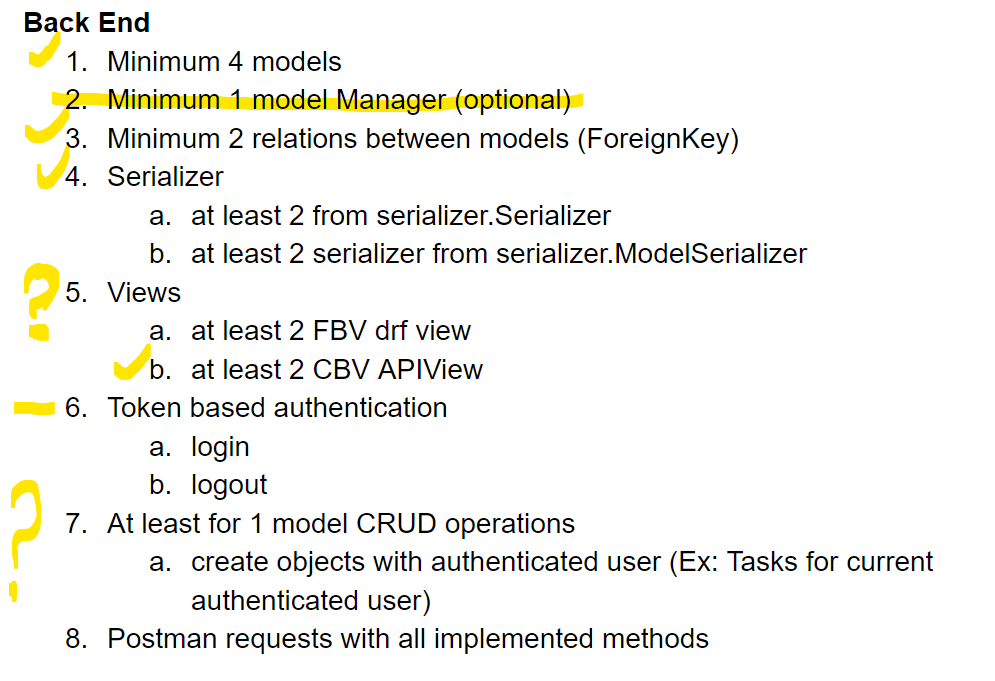 Back End
1. Minimum 4 models
2. Minimum 1 model Manager (optional)
3. Minimum 2 relations between models (ForeignKey)
4. Serializer
a. at least 2 from serializer.Serializer
b. at least 2 serializer from serializer.ModelSerializer
? 5. Views
a. at least 2 FBV drf view
b. at least 2 CBV APIView
6. Token based authentication
a. login
b. logout
? 7. At least for 1 model CRUD operations
a. create objects with authenticated user (Ex: Tasks for current
authenticated user)
8. Postman requests with all implemented methods